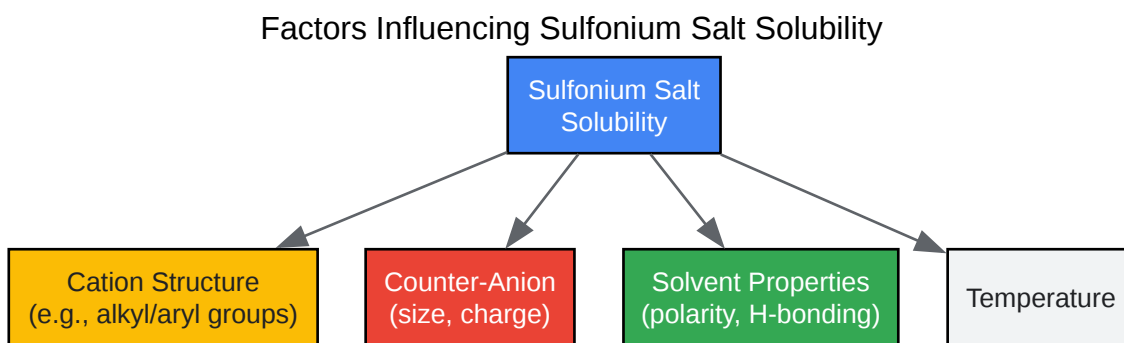 Factors Influencing Sulfonium Salt Solubility
Sulfonium Salt
Solubility
Cation Structure
(e.g., alkyl/aryl groups)
Counter-Anion
(size, charge)
Solvent Properties
(polarity, H-bonding)
Temperature